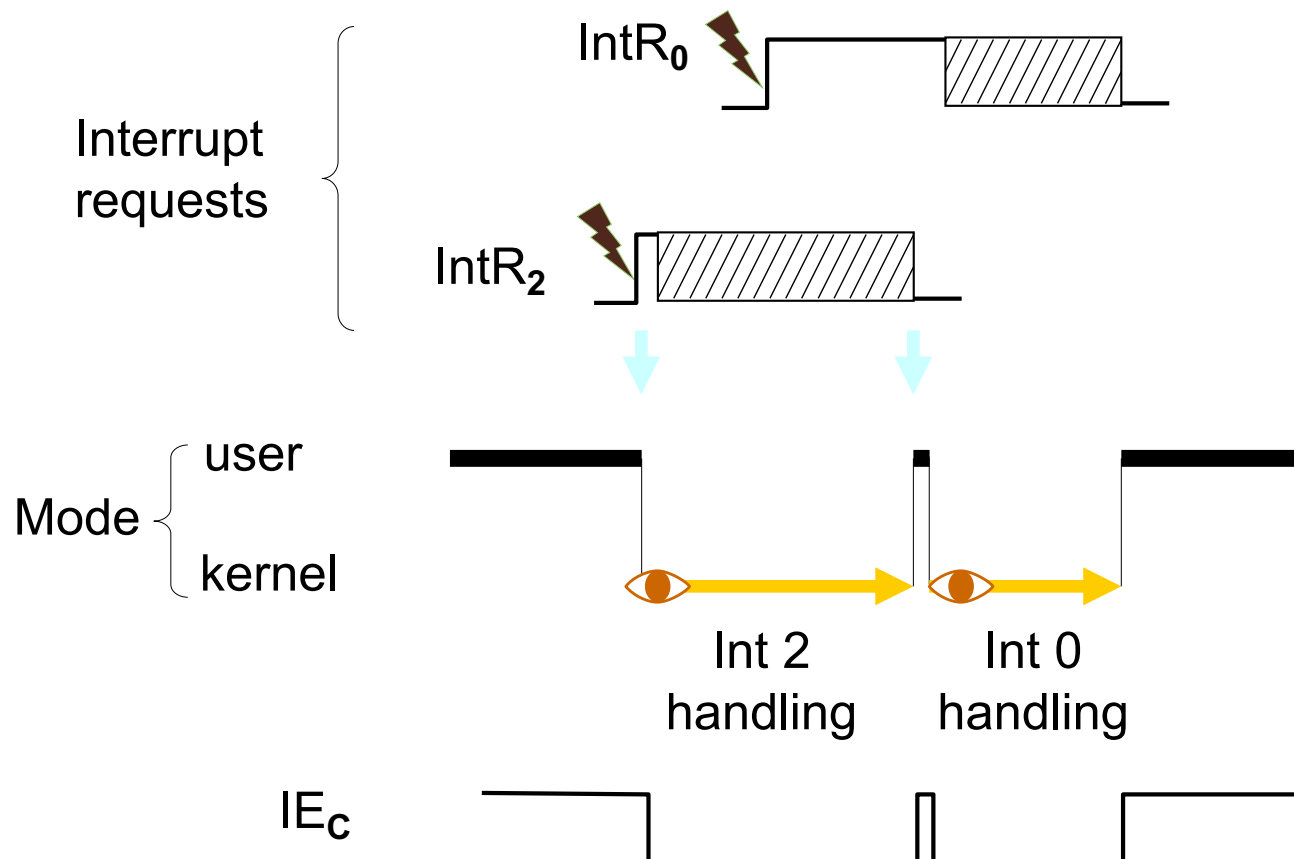 IntR0
Interrupt
requests
IntR2
user
Mode
kernel
Int 2
handling
Int 0
handling
IEC